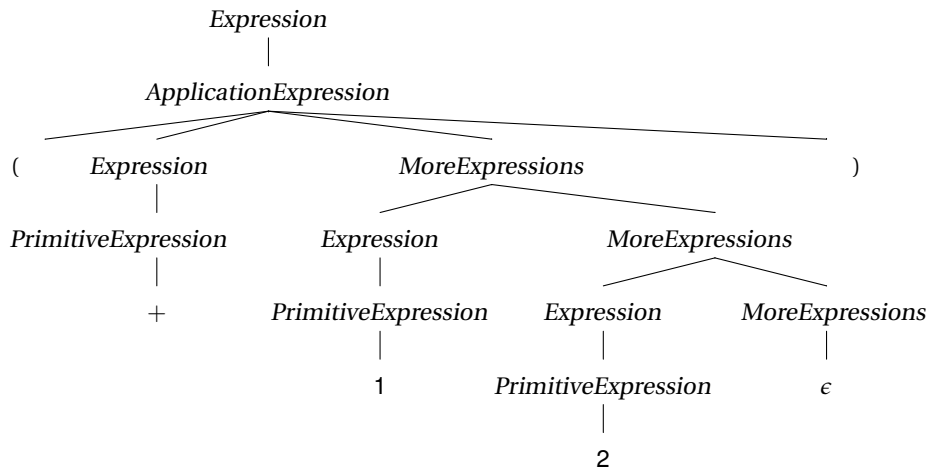 Expression
ApplicationExpression
( Expression MoreExpressions )
PrimitiveExpression Expression MoreExpressions
+ PrimitiveExpression Expression MoreExpressions
1 PrimitiveExpression ϵ
2